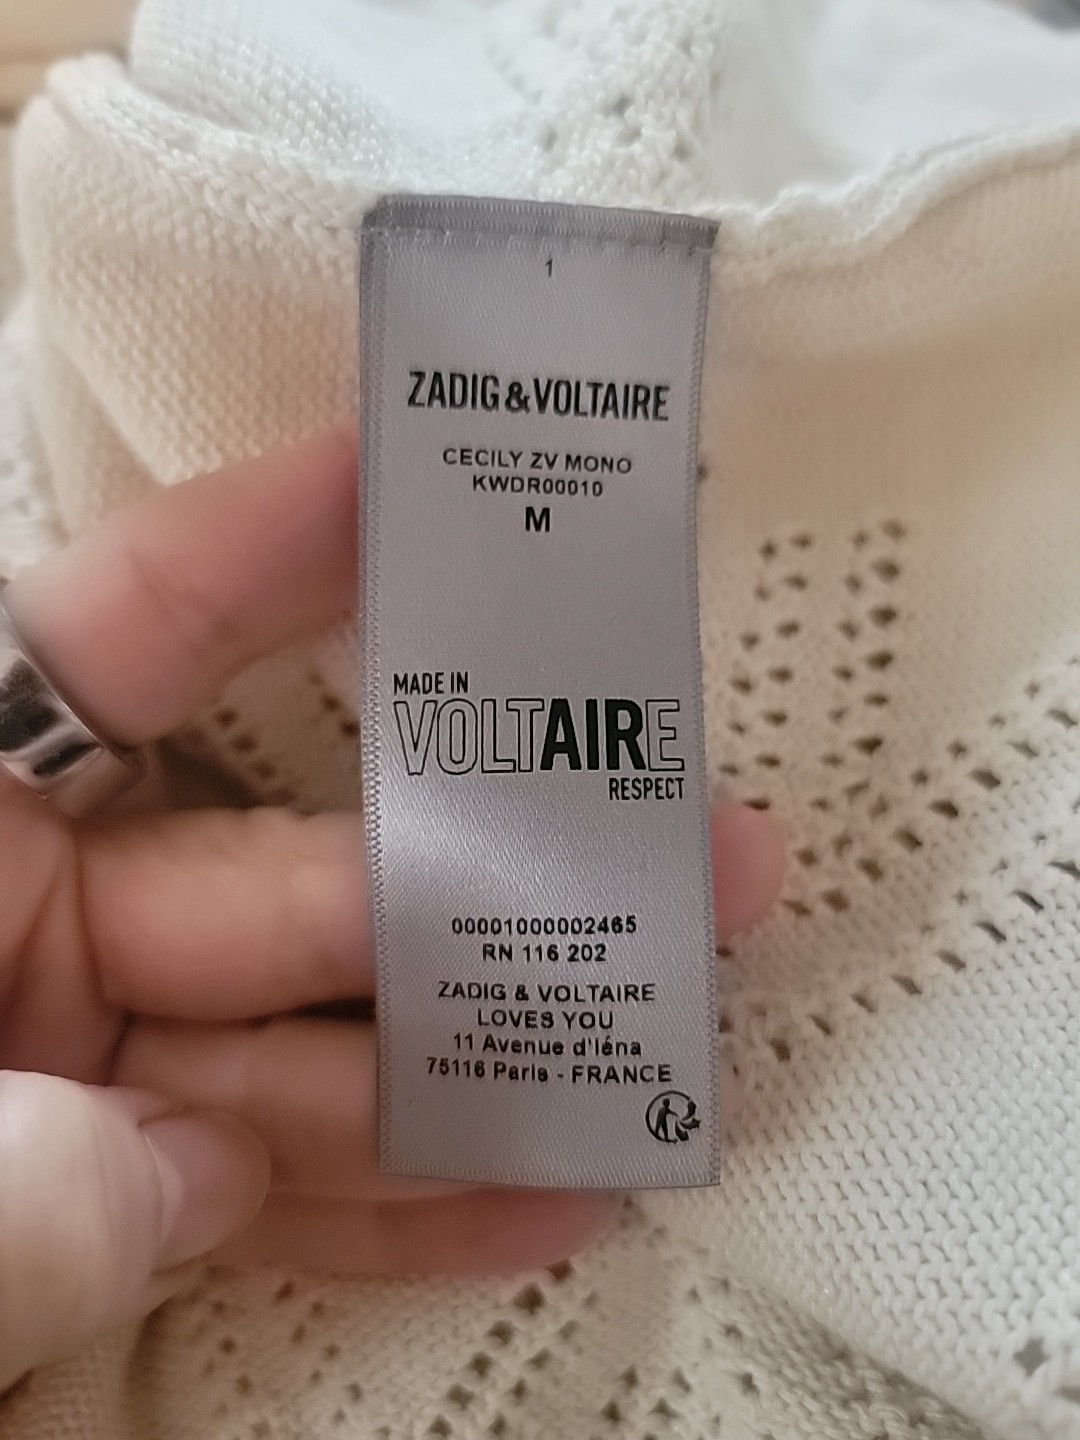 1
ZADIG&VOLTAIRE
CECILY ZV MONO
KWDR00010
M
MADE IN
VOLTAIRE
RESPECT
00001000002465
RN 116 202
ZADIG & VOLTAIRE
LOVES YOU
11 Avenue d'Iéna
75116 Paris - FRANCE